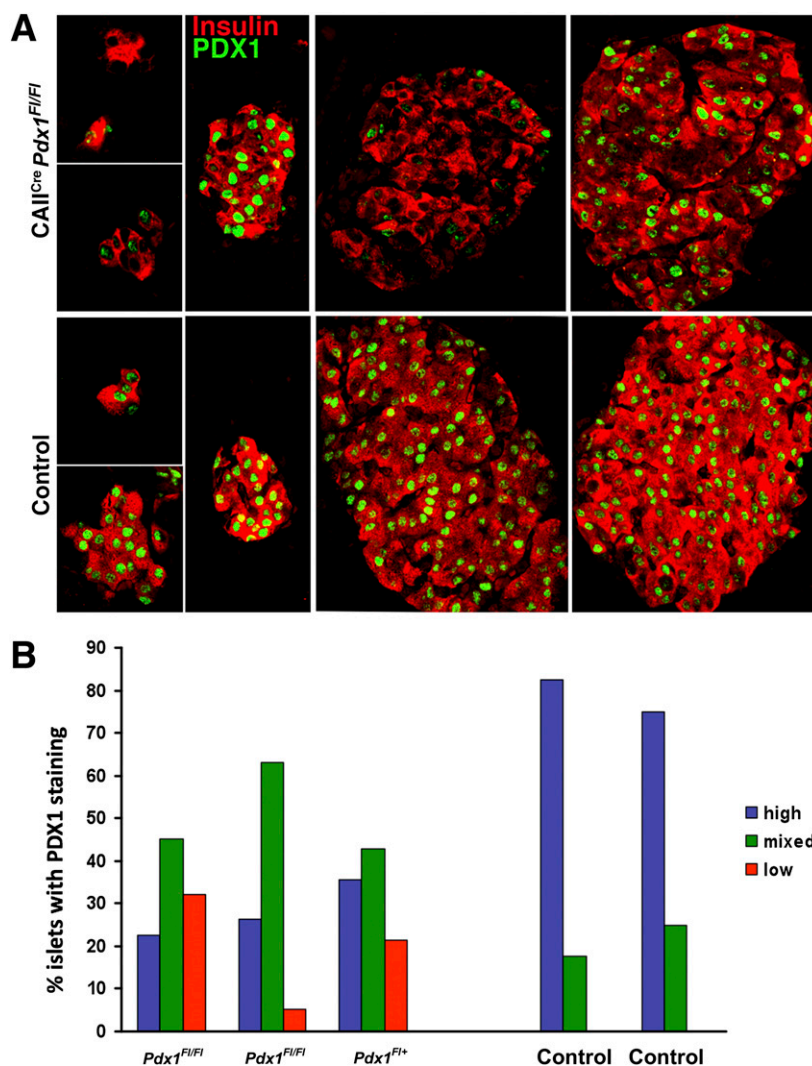 A
Insulin
PDX1
CAII^Cre Pdx1^Fl/Fl
Control
B
% islets with PDX1 staining
90
80
70
60
50
40
30
20
10
0
Pdx1^Fl/Fl
Pdx1^Fl/Fl
Pdx1^Fl+
Control
Control
high
mixed
low